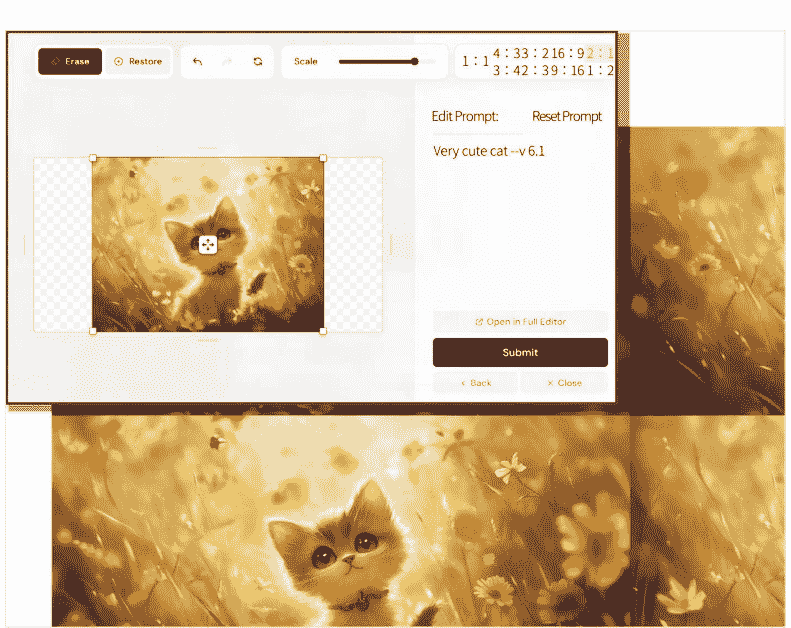 Erase Restore Scale 1:1 4:3 3:2 16:9 2:1
3:4 2:3 9:16 1:2
Edit Prompt: Reset Prompt
Very cute cat --v 6.1
Open in Full Editor
Submit
Back Close